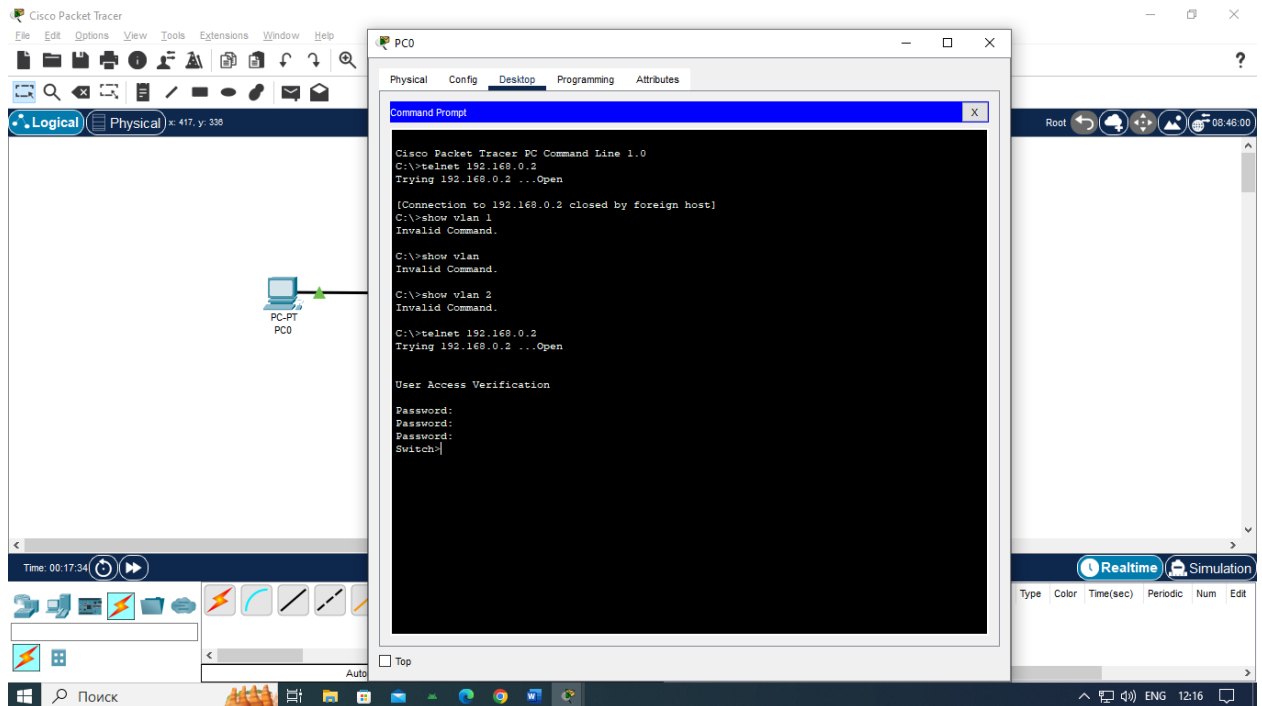 Cisco Packet Tracer
File Edit Options View Tools Extensions Window Help
?
Logical Physical x: 417, y: 336
Root 08:46:00
PC-PT
PC0
PC0
Physical Config Desktop Programming Attributes
Command Prompt X
Cisco Packet Tracer PC Command Line 1.0
C:\>telnet 192.168.0.2
Trying 192.168.0.2 ...Open
[Connection to 192.168.0.2 closed by foreign host]
C:\>show vlan 1
Invalid Command.
C:\>show vlan
Invalid Command.
C:\>show vlan 2
Invalid Command.
C:\>telnet 192.168.0.2
Trying 192.168.0.2 ...Open
User Access Verification
Password:
Password:
Password:
Switch>
Top
Time: 00:17:34
Realtime Simulation
Auto
Type Color Time(sec) Periodic Num Edit
Поиск
ENG 12:16